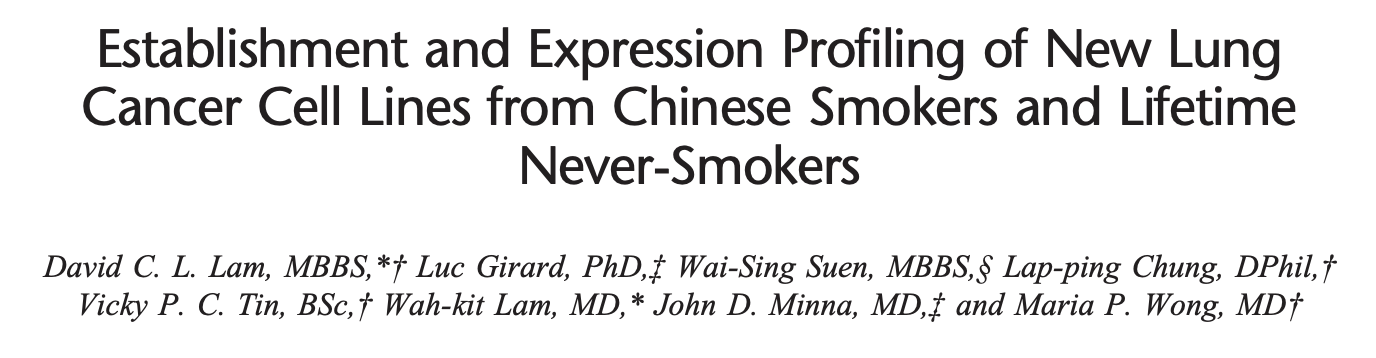 Establishment and Expression Profiling of New Lung
Cancer Cell Lines from Chinese Smokers and Lifetime
Never-Smokers
David C. L. Lam, MBBS,*† Luc Girard, PhD,‡ Wai-Sing Suen, MBBS,§ Lap-ping Chung, DPhil,†
Vicky P. C. Tin, BSc,† Wah-kit Lam, MD,* John D. Minna, MD,‡ and Maria P. Wong, MD†